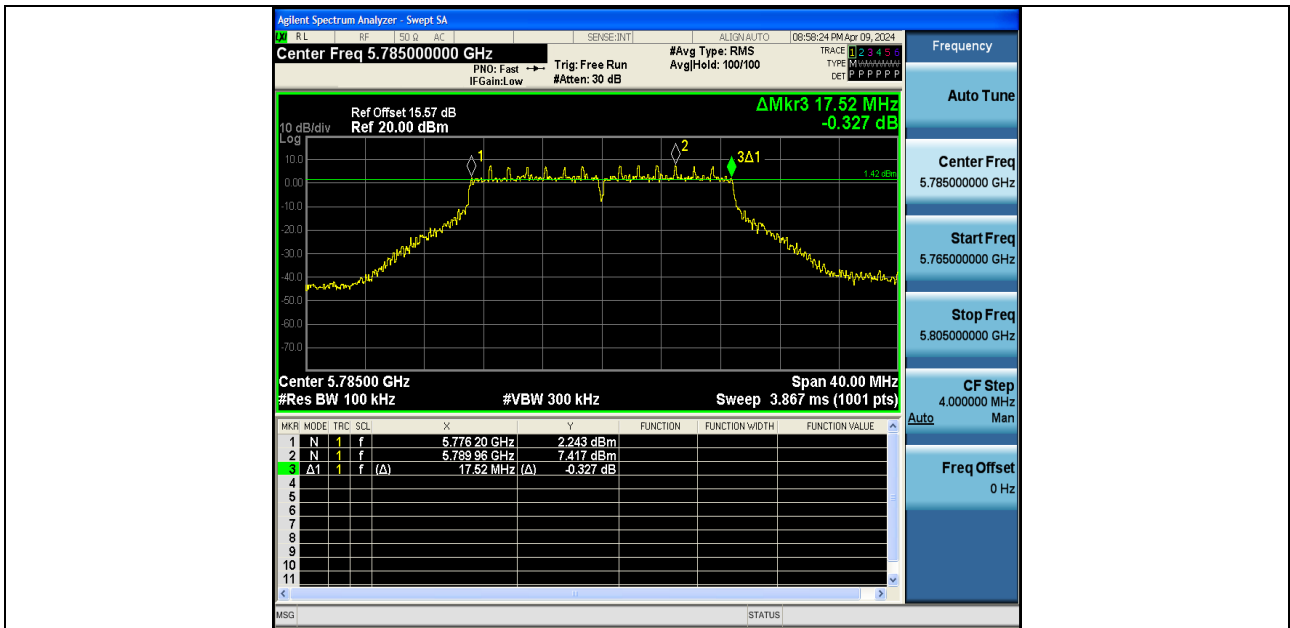 Agilent Spectrum Analyzer - Swept SA
LXI RL RF 50 Ω AC SENSE:INT ALIGN AUTO 08:58:24 PM Apr 09, 2024
Center Freq 5.785000000 GHz
PNO: Fast
IFGain:Low
Trig: Free Run
#Atten: 30 dB
#Avg Type: RMS
Avg|Hold: 100/100
TRACE 1 2 3 4 5 6
TYPE M
DET P P P P P P
ΔMkr3 17.52 MHz
-0.327 dB
Ref Offset 15.57 dB
10 dB/div Ref 20.00 dBm
Log
10.0
0.00
-10.0
-20.0
-30.0
-40.0
-50.0
-60.0
-70.0
1
2
3Δ1
1.42 dBm
Center 5.78500 GHz Span 40.00 MHz
#Res BW 100 kHz #VBW 300 kHz Sweep 3.867 ms (1001 pts)
MKR MODE TRC SCL X Y FUNCTION FUNCTION WIDTH FUNCTION VALUE
1 N 1 f 5.776 20 GHz 2.243 dBm
2 N 1 f 5.789 96 GHz 7.417 dBm
3 Δ1 1 f (Δ) 17.52 MHz (Δ) -0.327 dB
4
5
6
7
8
9
10
11
MSG STATUS
Frequency
Auto Tune
Center Freq
5.785000000 GHz
Start Freq
5.765000000 GHz
Stop Freq
5.805000000 GHz
CF Step
4.000000 MHz
Auto Man
Freq Offset
0 Hz